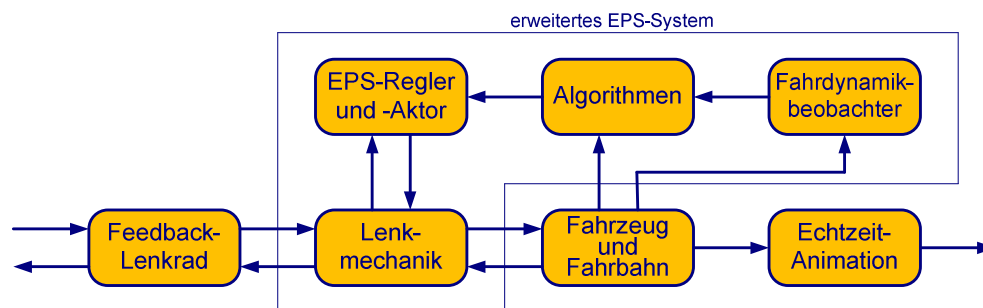 erweitertes EPS-System
EPS-Regler
und -Aktor
Algorithmen
Fahrdynamik-
beobachter
Feedback-
Lenkrad
Lenk-
mechanik
Fahrzeug
und
Fahrbahn
Echtzeit-
Animation